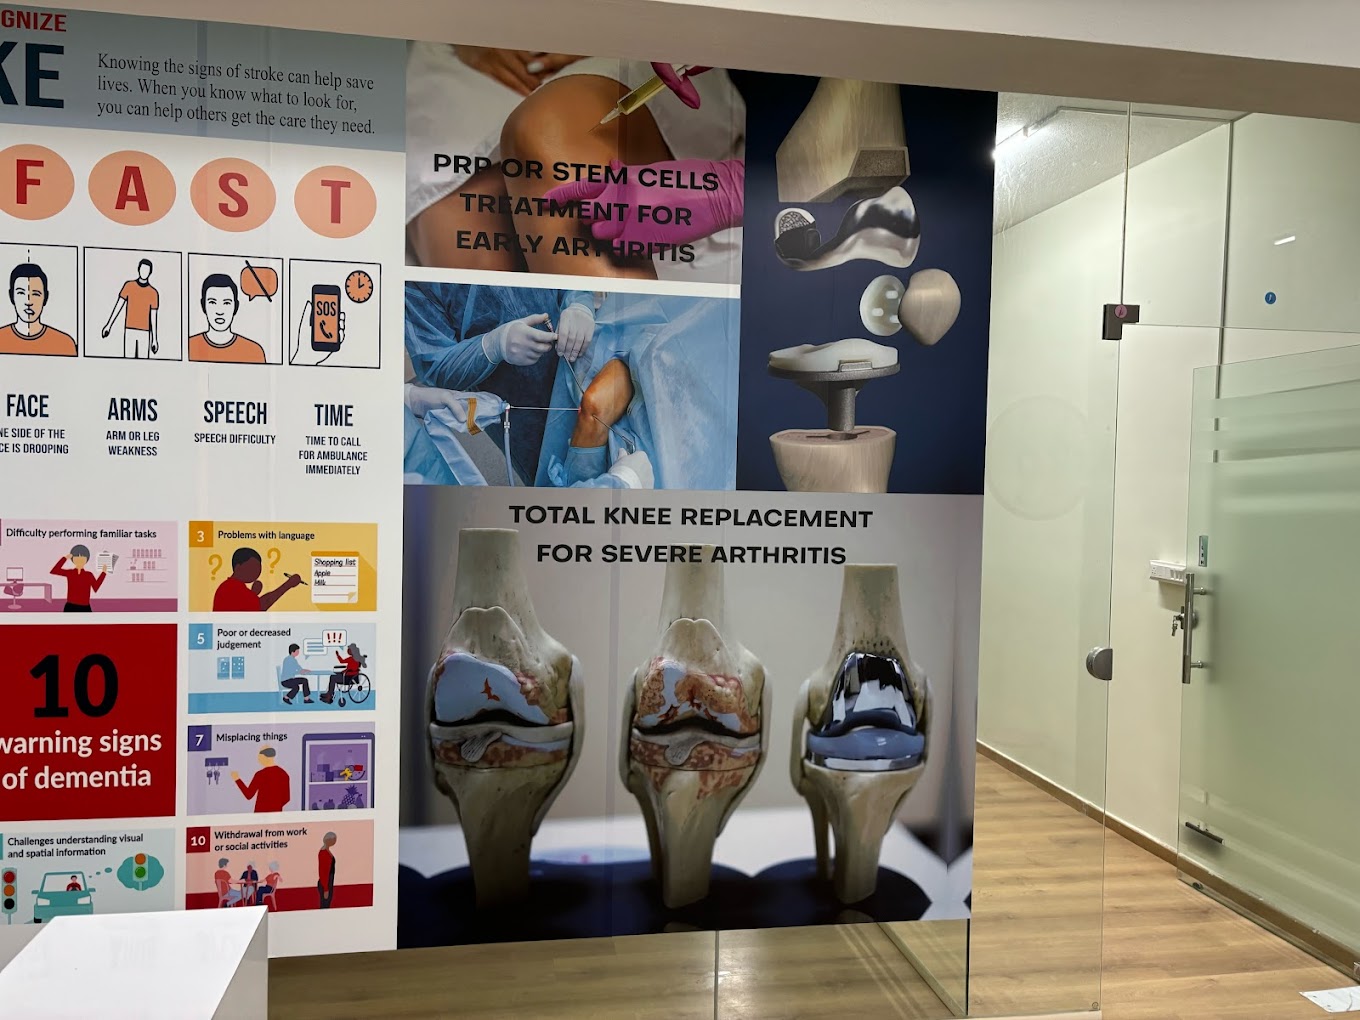 GNIZE
KE
Knowing the signs of stroke can help save
lives. When you know what to look for,
you can help others get the care they need.
F A S T
SOS
FACE
NE SIDE OF THE
CE IS DROOPING
ARMS
ARM OR LEG
WEAKNESS
SPEECH
SPEECH DIFFICULTY
TIME
TIME TO CALL
FOR AMBULANCE
IMMEDIATELY
Difficulty performing familiar tasks
3 Problems with language
Shopping list
Apple
Milk
10
warning signs
of dementia
5 Poor or decreased
judgement
!!!
7 Misplacing things
Challenges understanding visual
and spatial information
10 Withdrawal from work
or social activities
PRP OR STEM CELLS
TREATMENT FOR
EARLY ARTHRITIS
TOTAL KNEE REPLACEMENT
FOR SEVERE ARTHRITIS